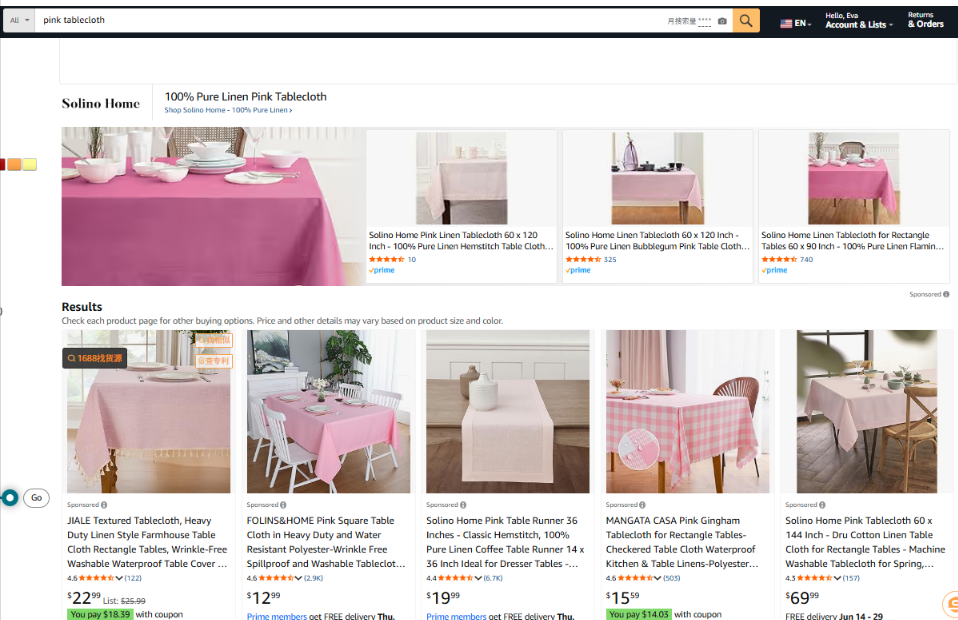 All
pink tablecloth
月搜索量 ****
EN
Hello, Eva
Account & Lists
Returns
& Orders
Solino Home
100% Pure Linen Pink Tablecloth
Shop Solino Home - 100% Pure Linen ›
Solino Home Pink Linen Tablecloth 60 x 120
Inch - 100% Pure Linen Hemstitch Table Cloth...
10
prime
Solino Home Linen Tablecloth 60 x 120 Inch -
100% Pure Linen Bubblegum Pink Table Cloth...
325
prime
Solino Home Linen Tablecloth for Rectangle
Tables 60 x 90 Inch - 100% Pure Linen Flamin...
740
prime
Sponsored
Results
Check each product page for other buying options. Price and other details may vary based on product size and color.
1688找货源
查专利
Go
Sponsored
JIALE Textured Tablecloth, Heavy
Duty Linen Style Farmhouse Table
Cloth Rectangle Tables, Wrinkle-Free
Washable Waterproof Table Cover ...
4.6 (122)
$22.99 List: $25.99
You pay $18.39 with coupon
Sponsored
FOLINS&HOME Pink Square Table
Cloth in Heavy Duty and Water
Resistant Polyester-Wrinkle Free
Spillproof and Washable Tableclot...
4.6 (2.9K)
$12.99
Prime members get FREE delivery Thu,
Sponsored
Solino Home Pink Table Runner 36
Inches - Classic Hemstitch, 100%
Pure Linen Coffee Table Runner 14 x
36 Inch Ideal for Dresser Tables -...
4.4 (6.7K)
$19.99
Prime members get FREE delivery Thu,
Sponsored
MANGATA CASA Pink Gingham
Tablecloth for Rectangle Tables-
Checkered Table Cloth Waterproof
Kitchen & Table Linens-Polyester...
4.6 (503)
$15.59
You pay $14.03 with coupon
Sponsored
Solino Home Pink Tablecloth 60 x
144 Inch - Dru Cotton Linen Table
Cloth for Rectangle Tables - Machine
Washable Tablecloth for Spring,...
4.3 (157)
$69.99
FREE delivery Jun 14 - 29